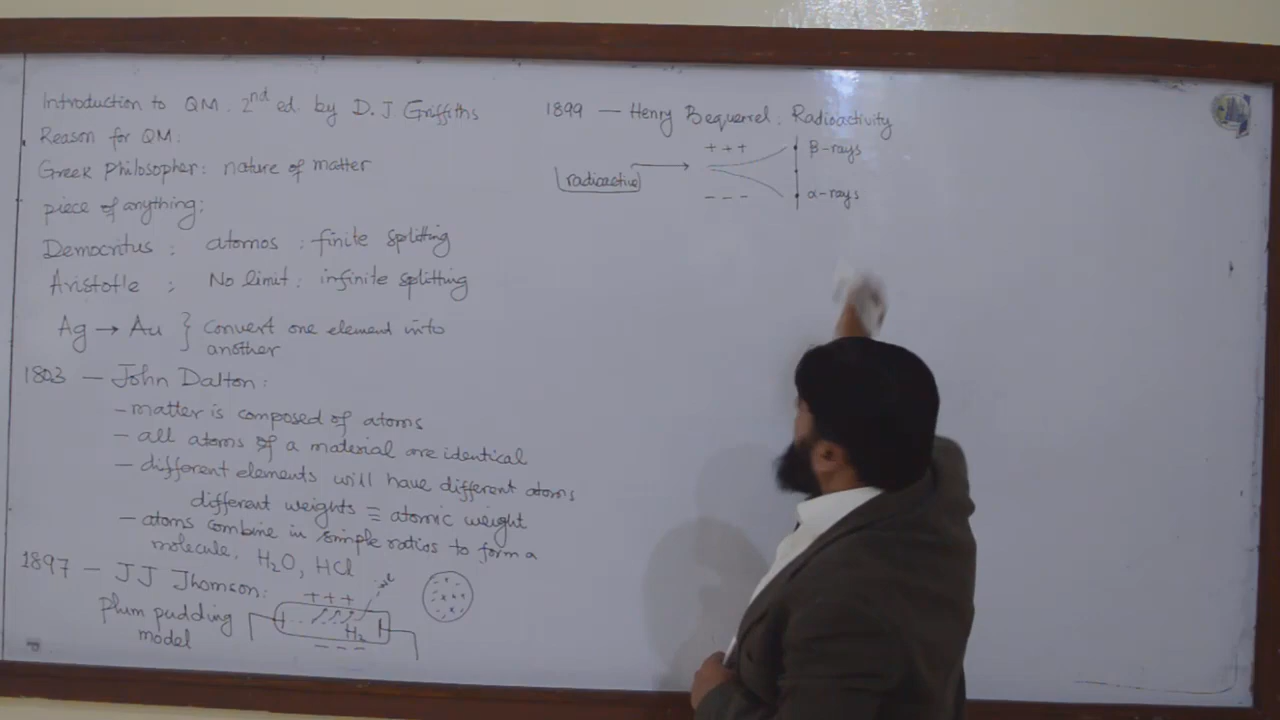 Introduction to QM. 2nd ed. by D.J. Griffiths
Reason for QM:
Greek Philosopher: nature of matter
piece of anything:
Democritus: atomos: finite splitting
Aristotle: No limit: infinite splitting
Ag → Au } convert one element into
another
1803 — John Dalton:
- matter is composed of atoms
- all atoms of a material are identical
- different elements will have different atoms
different weights ≡ atomic weight
- atoms combine in simple ratios to form a
molecule, H₂O, HCl
1897 — JJ Jhomson:
Plum pudding
model
+ + +
H₂
- - -
1899 — Henry Bequerrel: Radioactivity
radioactive
+ + +
- - -
β-rays
α-rays